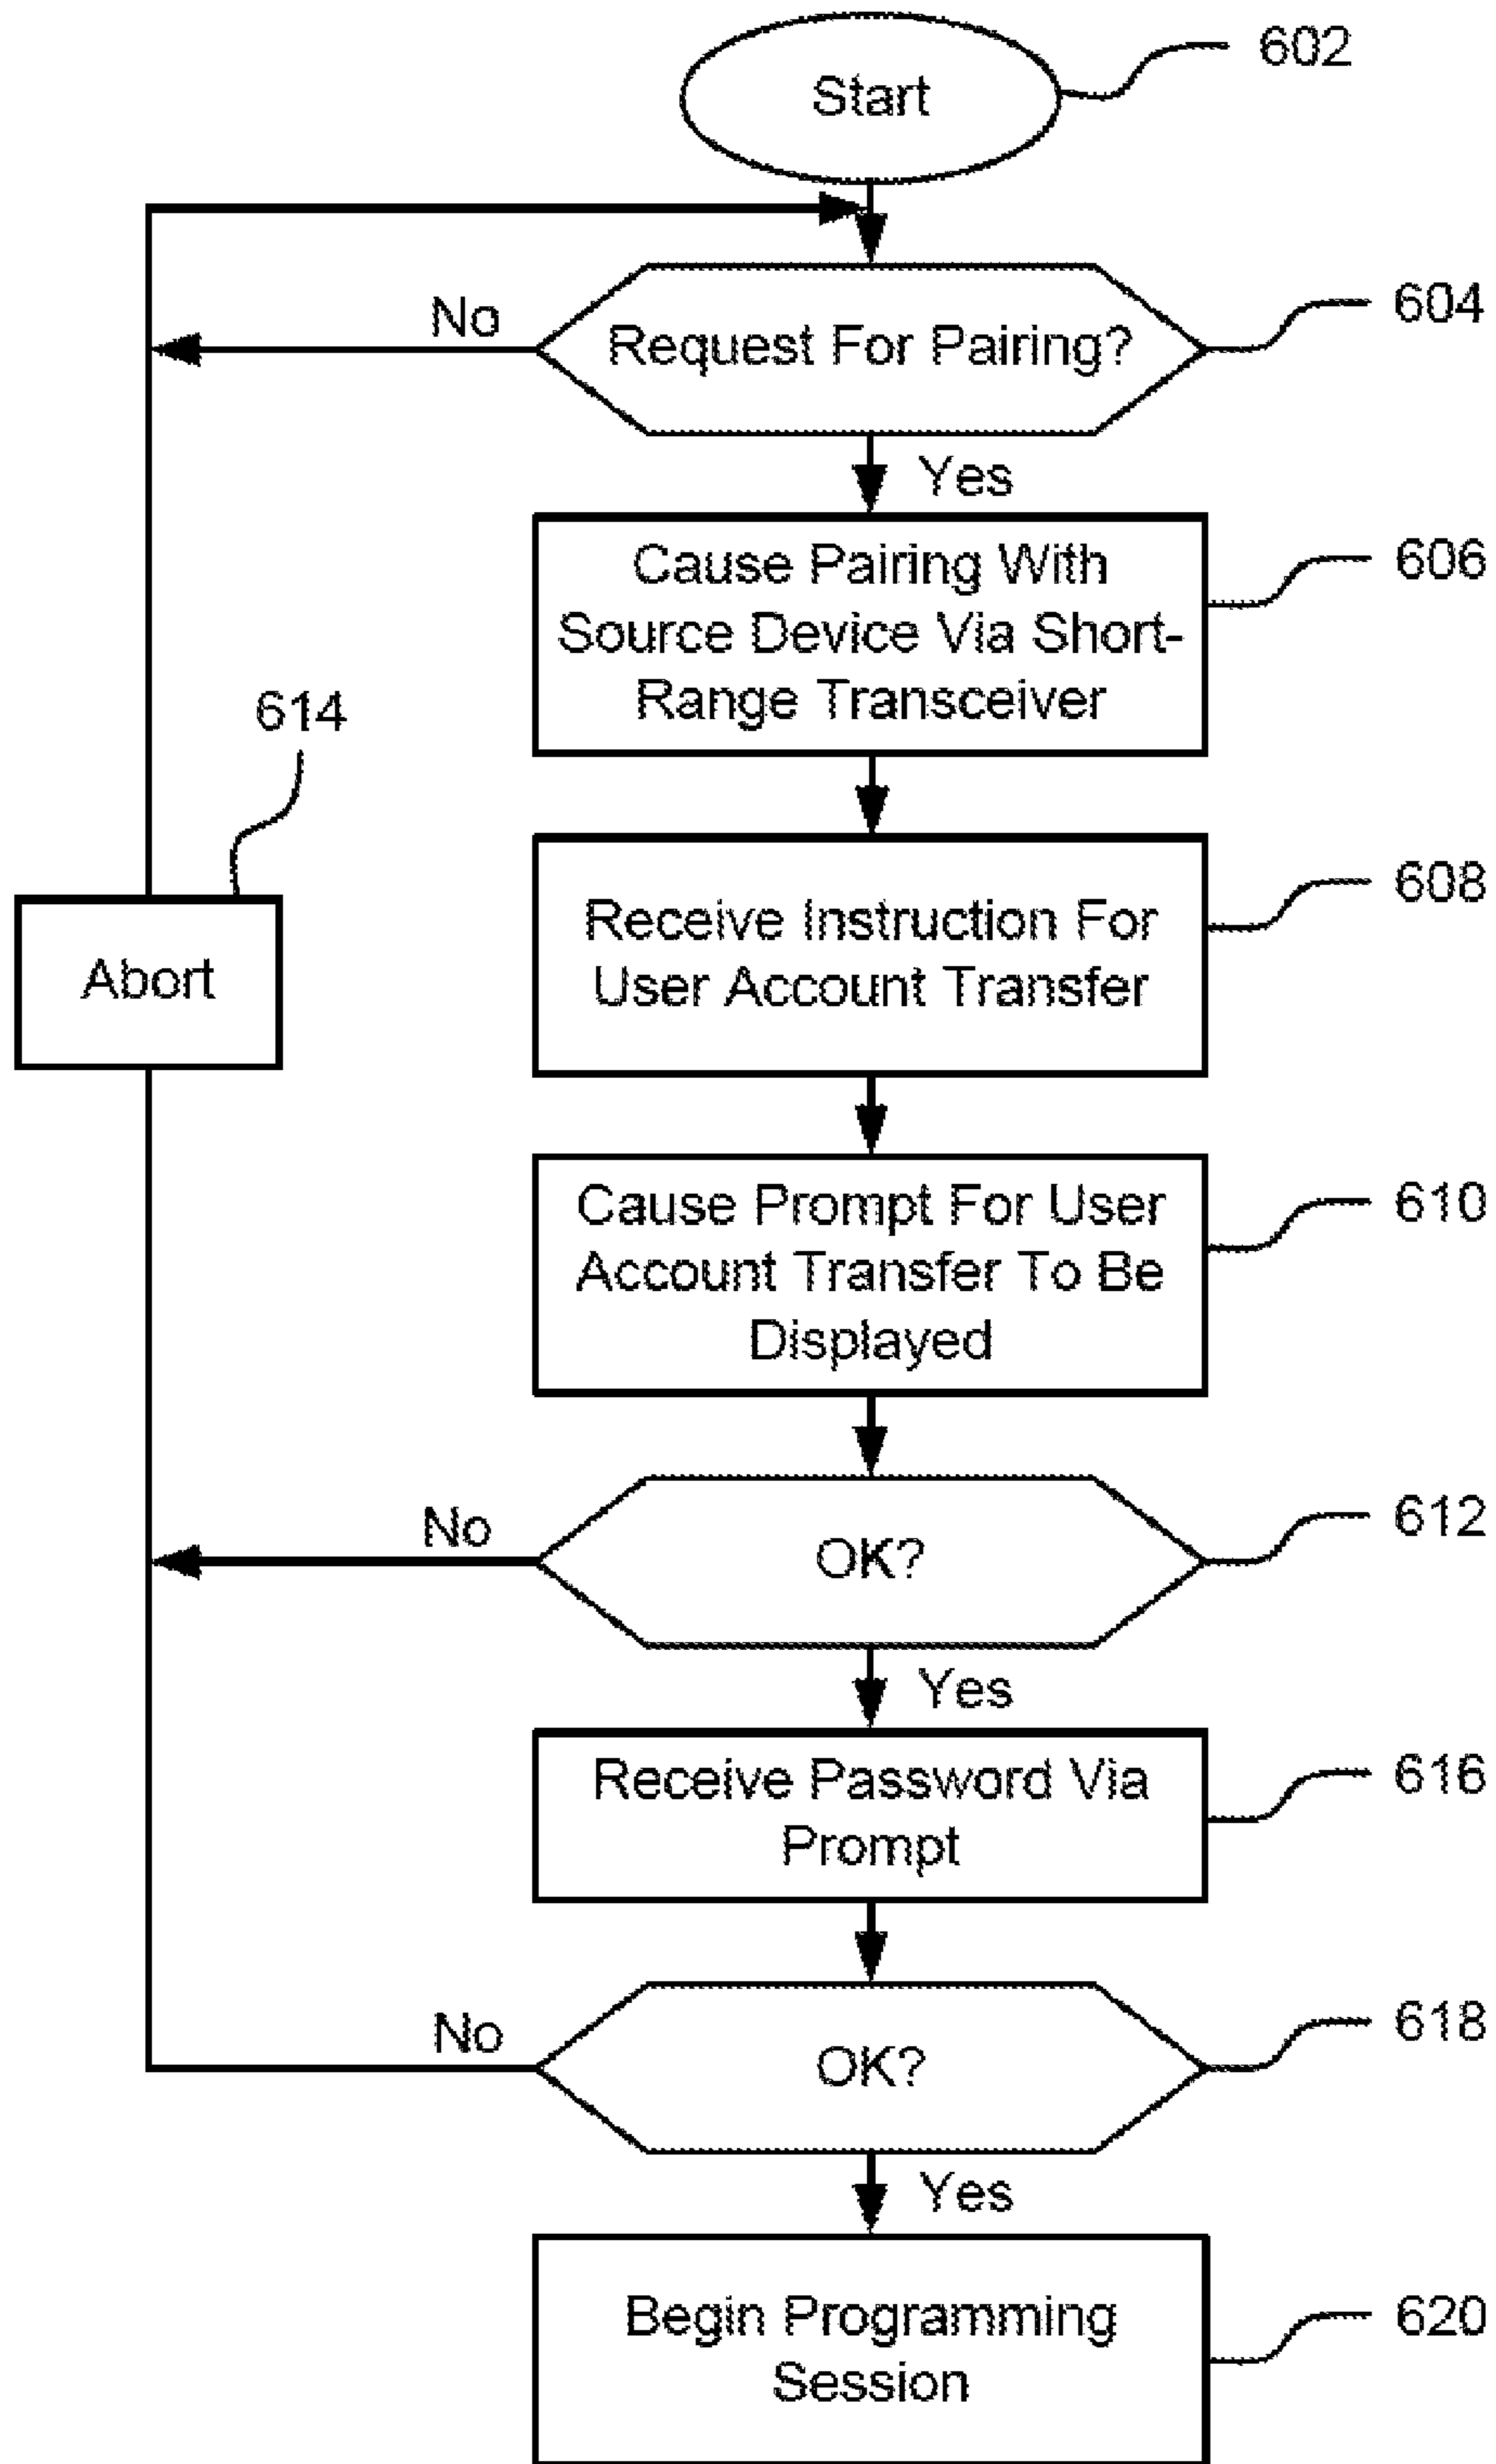 Start
602
No
Request For Pairing?
604
Yes
Cause Pairing With
Source Device Via Short-
Range Transceiver
606
614
Abort
Receive Instruction For
User Account Transfer
608
Cause Prompt For User
Account Transfer To Be
Displayed
610
No
OK?
612
Yes
Receive Password Via
Prompt
616
No
OK?
618
Yes
Begin Programming
Session
620